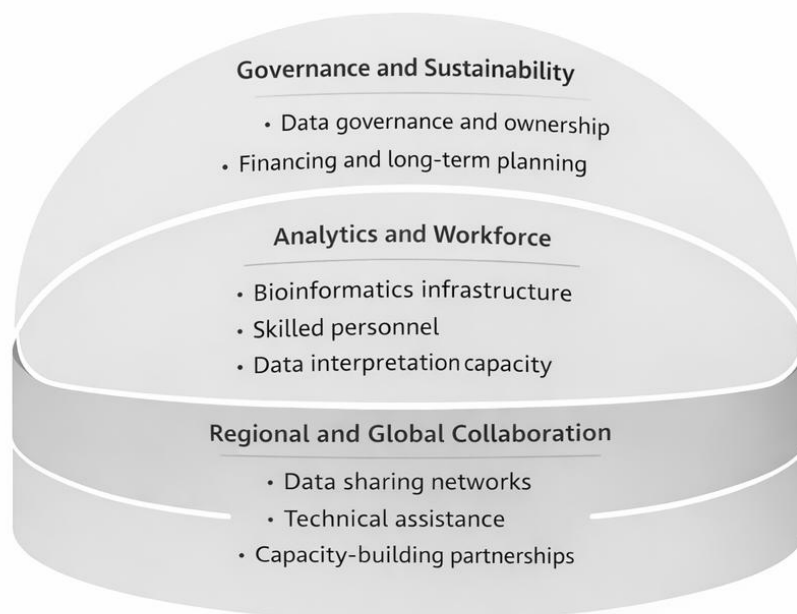 Governance and Sustainability
• Data governance and ownership
• Financing and long-term planning
Analytics and Workforce
• Bioinformatics infrastructure
• Skilled personnel
• Data interpretation capacity
Regional and Global Collaboration
• Data sharing networks
• Technical assistance
• Capacity-building partnerships